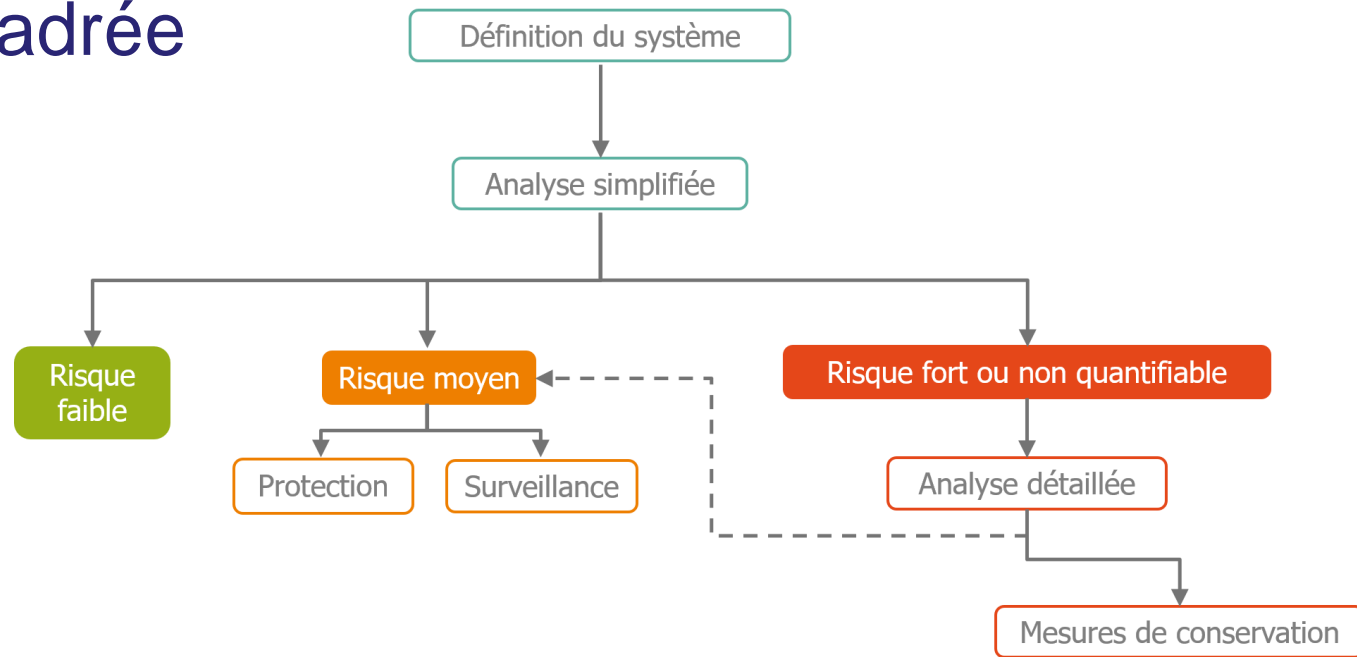 adrée
Définition du système
Analyse simplifiée
Risque
faible
Risque moyen
Risque fort ou non quantifiable
Protection
Surveillance
Analyse détaillée
Mesures de conservation